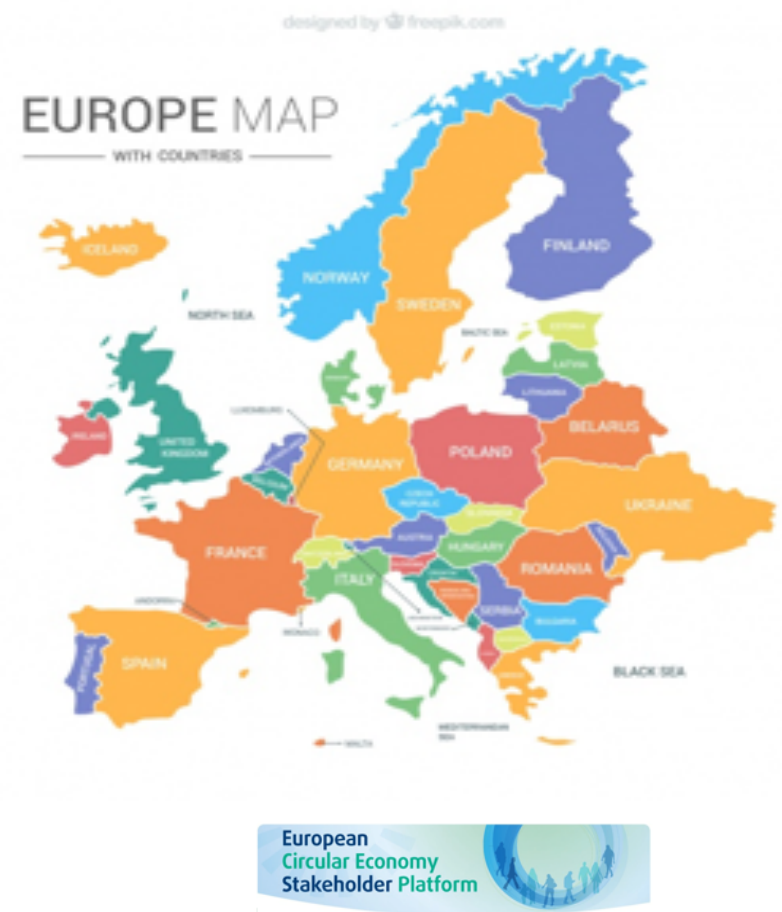 designed by freepik.com
EUROPE MAP
WITH COUNTRIES
ICELAND
NORWAY
FINLAND
SWEDEN
NORTH SEA
BALTIC SEA
ESTONIA
LATVIA
LITHUANIA
LUXEMBURG
IRELAND
UNITED
KINGDOM
BELGIUM
GERMANY
POLAND
BELARUS
CZECH
REPUBLIC
UKRAINE
FRANCE
AUSTRIA
HUNGARY
ITALY
ROMANIA
SERBIA
BULGARIA
ANDORRA
MONACO
PORTUGAL
SPAIN
BLACK SEA
MEDITERRANEAN
SEA
MALTA
European
Circular Economy
Stakeholder Platform